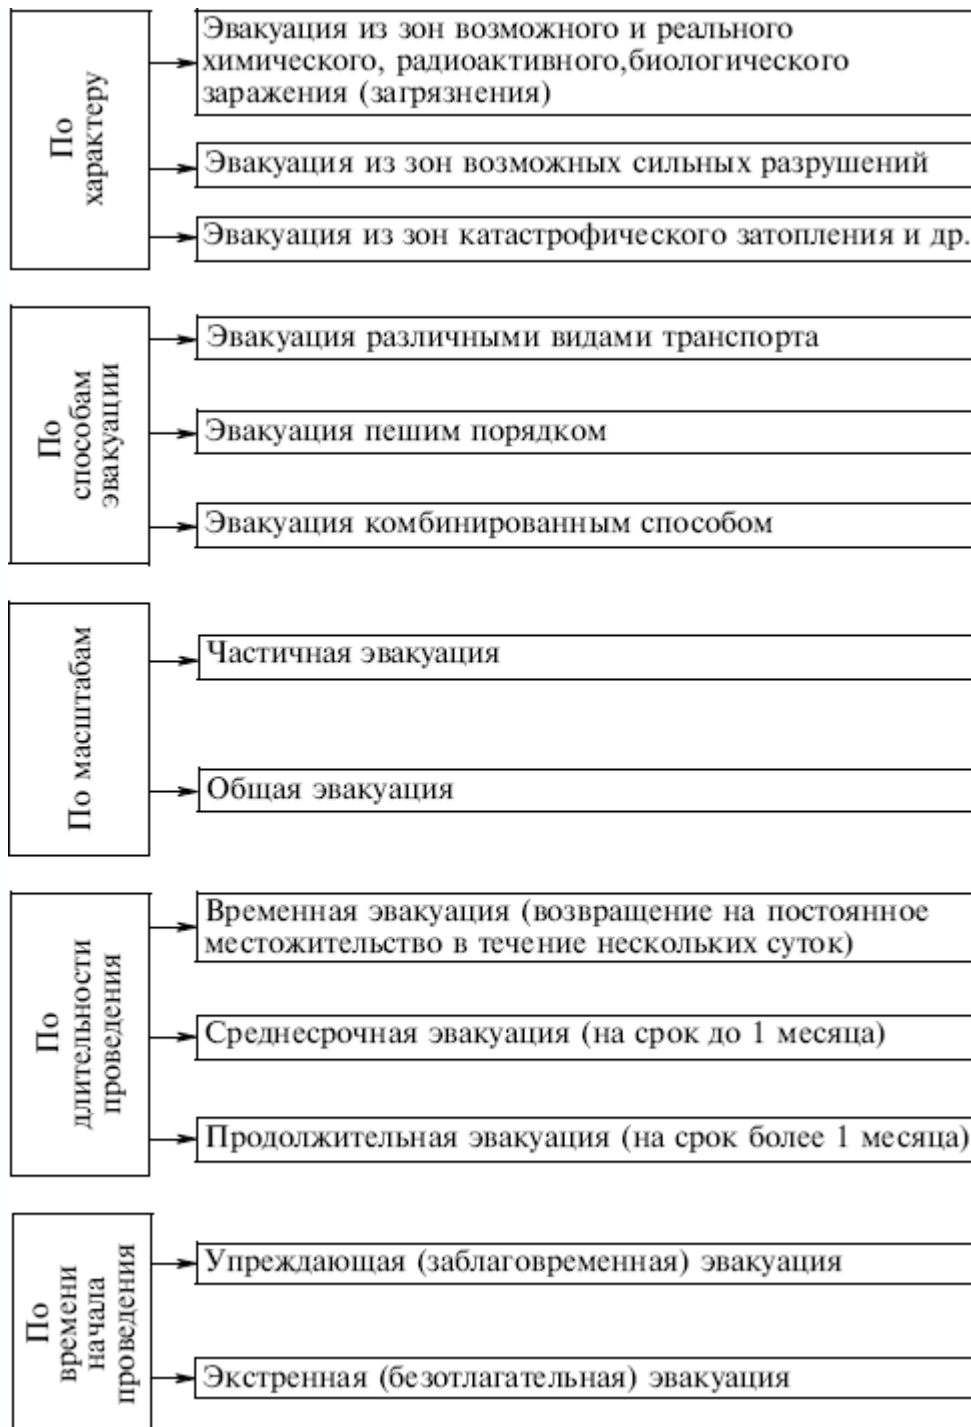 По
характеру
Эвакуация из зон возможного и реального
химического, радиоактивного,биологического
заражения (загрязнения)
Эвакуация из зон возможных сильных разрушений
Эвакуация из зон катастрофического затопления и др.
По
способам
эвакуации
Эвакуация различными видами транспорта
Эвакуация пешим порядком
Эвакуация комбинированным способом
По масштабам
Частичная эвакуация
Общая эвакуация
По
длительности
проведения
Временная эвакуация (возвращение на постоянное
местожительство в течение нескольких суток)
Среднесрочная эвакуация (на срок до 1 месяца)
Продолжительная эвакуация (на срок более 1 месяца)
По
времени
начала
проведения
Упреждающая (заблаговременная) эвакуация
Экстренная (безотлагательная) эвакуация